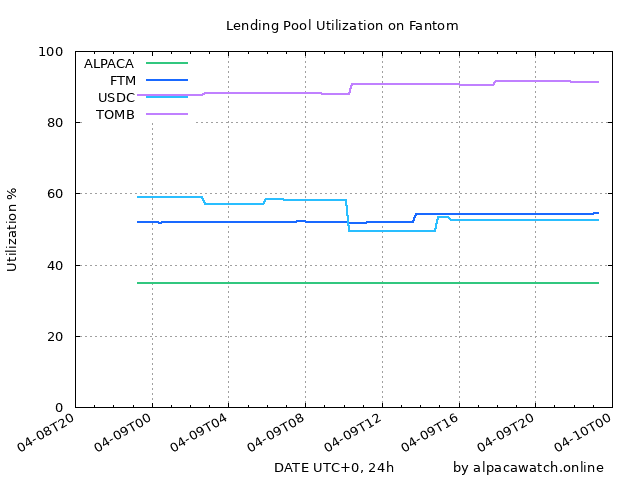 Lending Pool Utilization on Fantom
100
80
60
40
20
0
Utilization %
ALPACA
FTM
USDC
TOMB
04-08T20
04-09T00
04-09T04
04-09T08
04-09T12
04-09T16
04-09T20
04-10T00
DATE UTC+0, 24h
by alpacawatch.online